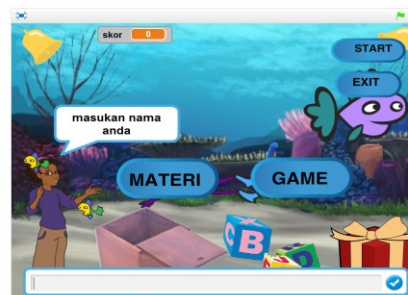 skor 0
START
EXIT
masukan nama
anda
MATERI
GAME
B
D